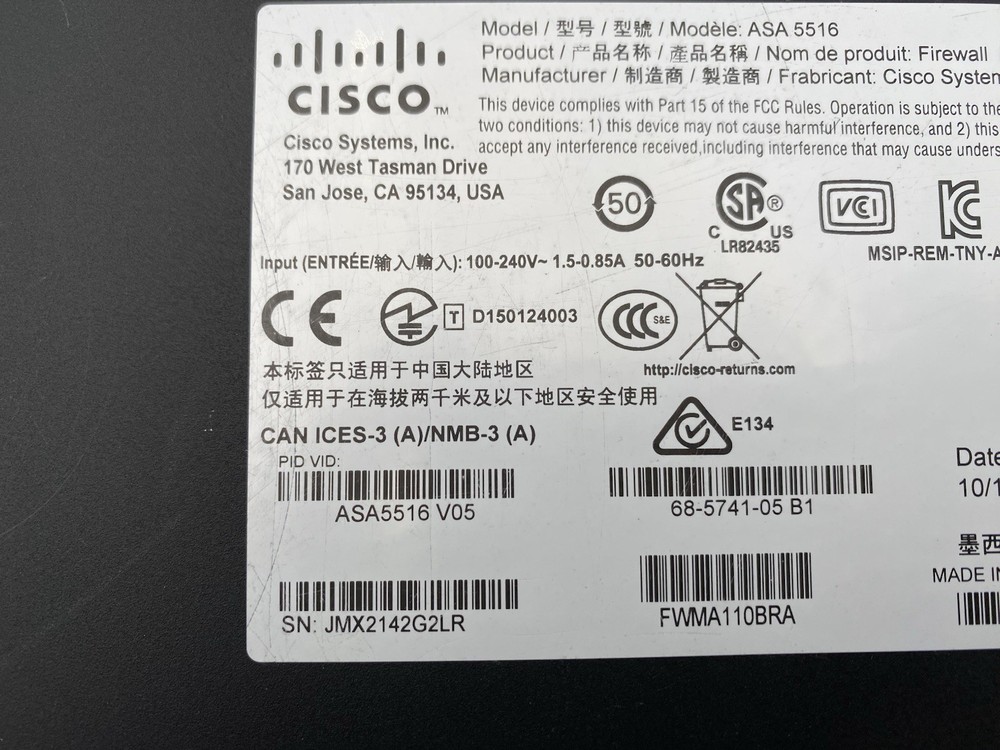 CISCO™
Cisco Systems, Inc.
170 West Tasman Drive
San Jose, CA 95134, USA
Model / 型号 / 型號 / Modèle: ASA 5516
Product / 产品名称 / 產品名稱 / Nom de produit: Firewall
Manufacturer / 制造商 / 製造商 / Frabricant: Cisco System
This device complies with Part 15 of the FCC Rules. Operation is subject to the
two conditions: 1) this device may not cause harmful interference, and 2) this
accept any interference received,including interference that may cause unders
50
SA®
C US
LR82435
VCI
KC
MSIP-REM-TNY-A
Input (ENTRÉE/输入/輸入): 100-240V~ 1.5-0.85A 50-60Hz
CE
T D150124003
CCC S&E
http://cisco-returns.com
本标签只适用于中国大陆地区
仅适用于在海拔两千米及以下地区安全使用
E134
CAN ICES-3 (A)/NMB-3 (A)
PID VID:
ASA5516 V05
68-5741-05 B1
Date
10/1
墨西
MADE IN
SN: JMX2142G2LR
FWMA110BRA